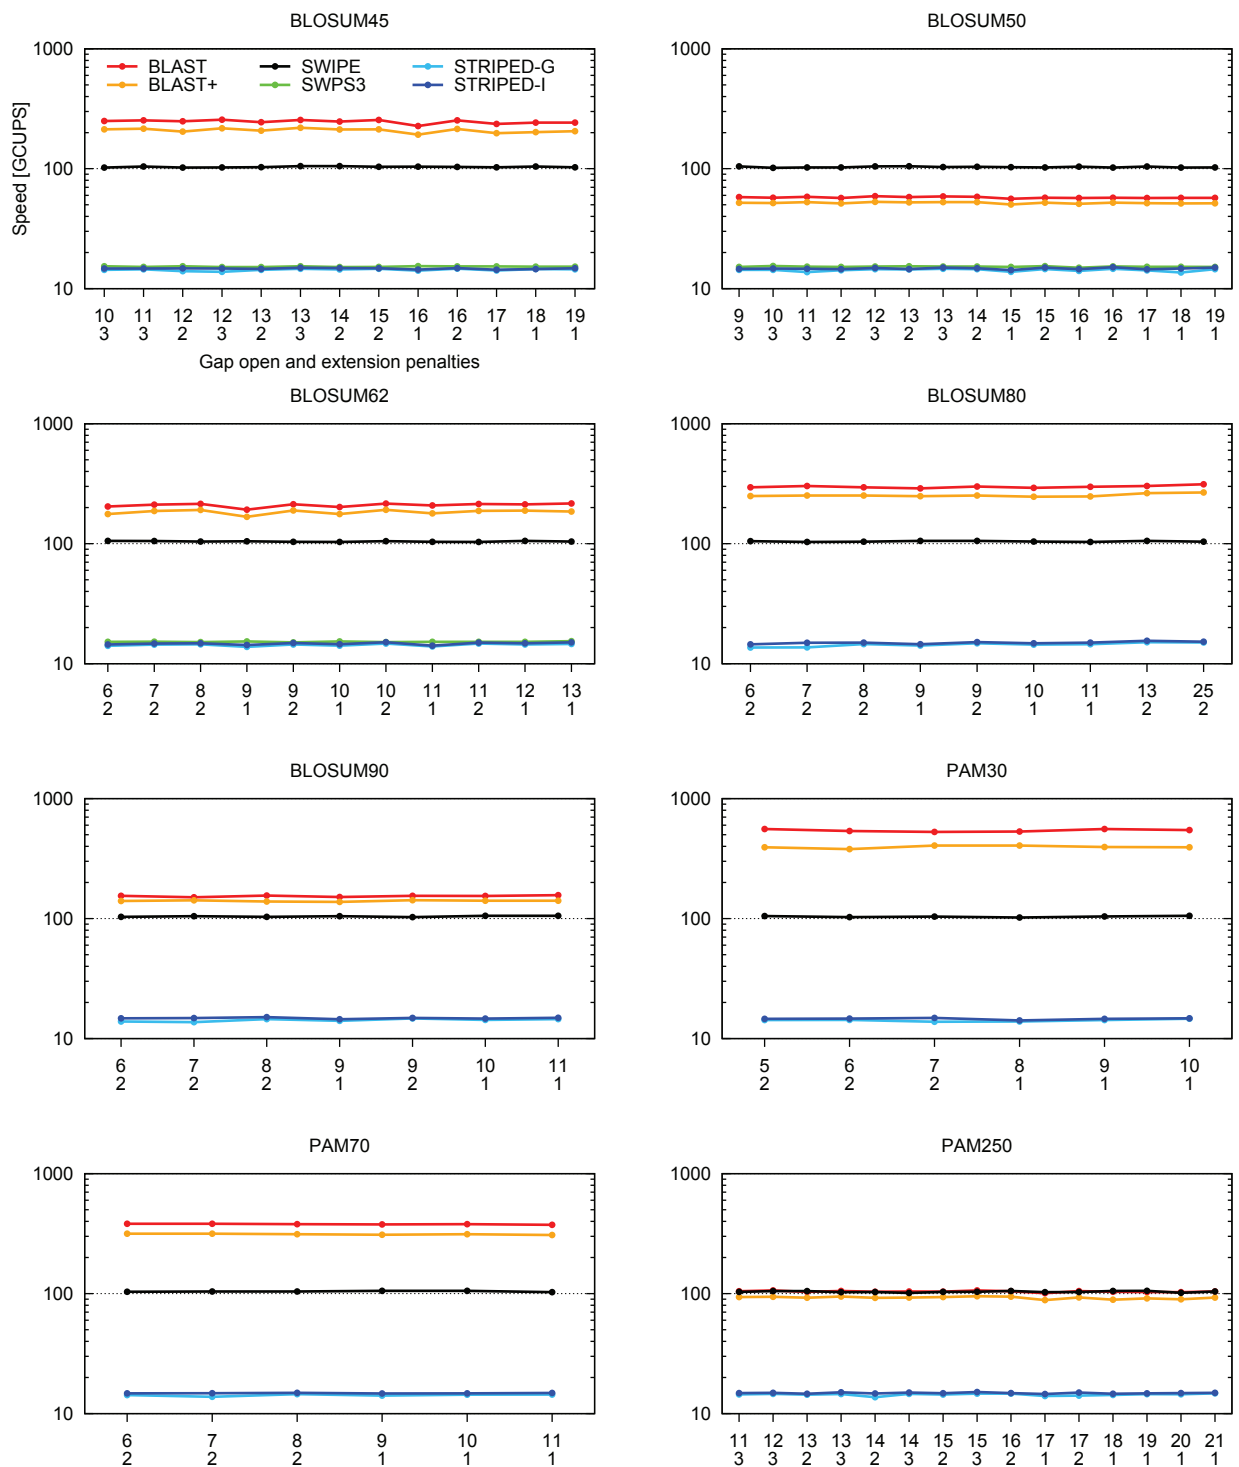 BLOSUM45
1000
100
10
Speed [GCUPS]
BLAST SWIPE STRIPED-G
BLAST+ SWPS3 STRIPED-I
10 11 12 12 13 13 14 15 16 16 17 18 19
3 3 2 3 2 3 2 2 1 2 1 1 1
Gap open and extension penalties
BLOSUM50
1000
100
10
9 10 11 12 12 13 13 14 15 15 16 16 17 18 19
3 3 3 2 3 2 3 2 1 2 1 2 1 1 1
BLOSUM62
1000
100
10
6 7 8 9 9 10 10 11 11 12 13
2 2 2 1 2 1 2 1 2 1 1
BLOSUM80
1000
100
10
6 7 8 9 9 10 11 13 25
2 2 2 1 2 1 1 2 2
BLOSUM90
1000
100
10
6 7 8 9 9 10 11
2 2 2 1 2 1 1
PAM30
1000
100
10
5 6 7 8 9 10
2 2 2 1 1 1
PAM70
1000
100
10
6 7 8 9 10 11
2 2 2 1 1 1
PAM250
1000
100
10
11 12 13 13 14 14 15 15 16 17 17 18 19 20 21
3 3 2 3 2 3 2 3 2 1 2 1 1 1 1